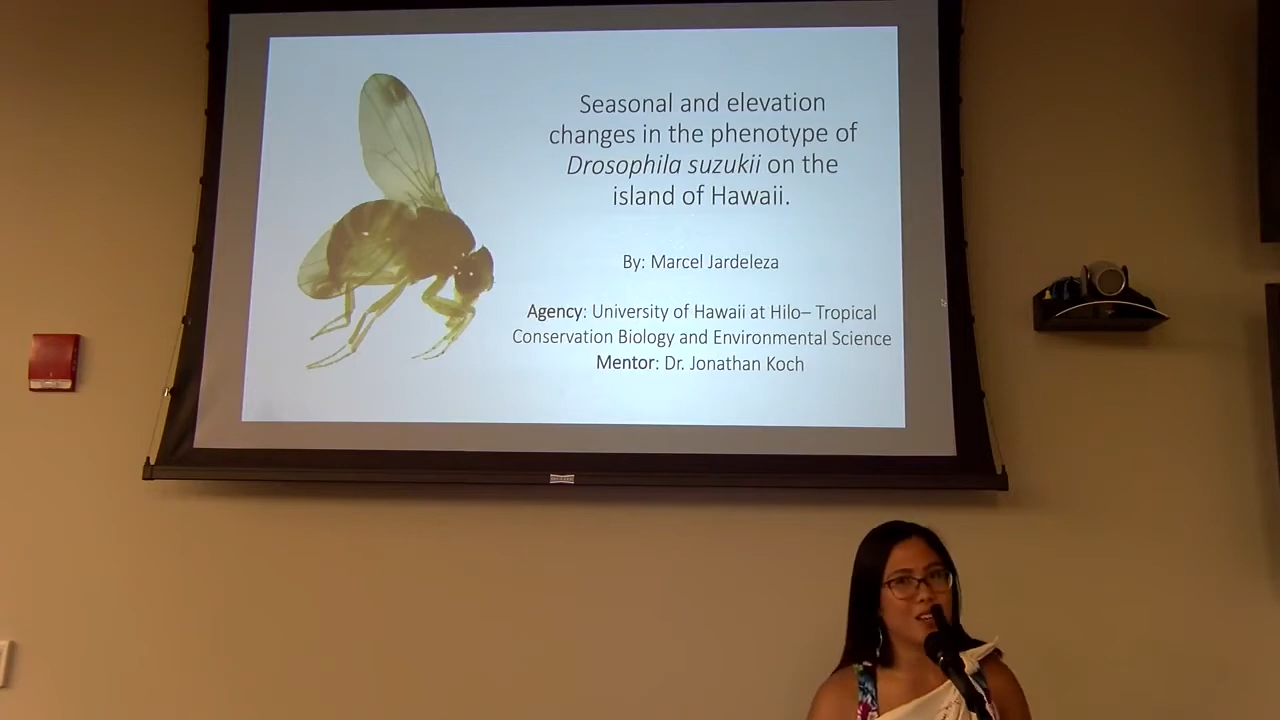 Seasonal and elevation
changes in the phenotype of
Drosophila suzukii on the
island of Hawaii.
By: Marcel Jardeleza
Agency: University of Hawaii at Hilo– Tropical
Conservation Biology and Environmental Science
Mentor: Dr. Jonathan Koch